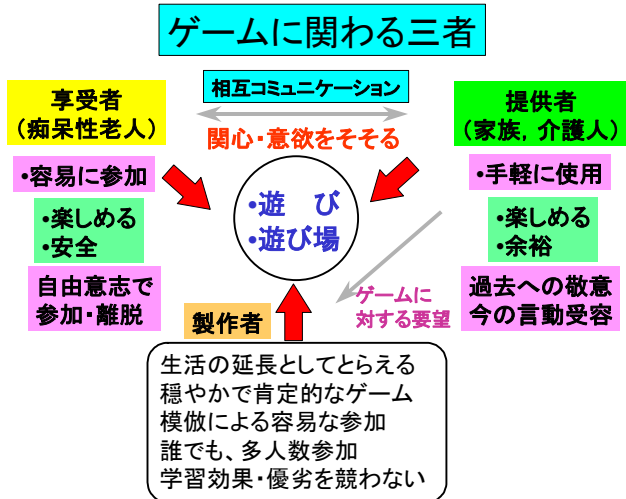 ゲームに関わる三者
相互コミュニケーション
関心・意欲をそそる
享受者
（痴呆性老人）
・容易に参加
・楽しめる
・安全
自由意志で
参加・離脱
・遊　び
・遊び場
提供者
（家族，介護人）
・手軽に使用
・楽しめる
・余裕
過去への敬意
今の言動受容
ゲームに
対する要望
製作者
生活の延長としてとらえる
穏やかで肯定的なゲーム
模倣による容易な参加
誰でも、多人数参加
学習効果・優劣を競わない